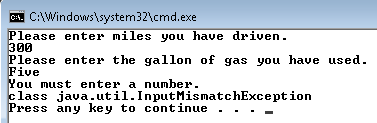 C:\Windows\system32\cmd.exe
Please enter miles you have driven.
300
Please enter the gallon of gas you have used.
Five
You must enter a number.
class java.util.InputMismatchException
Press any key to continue . . .